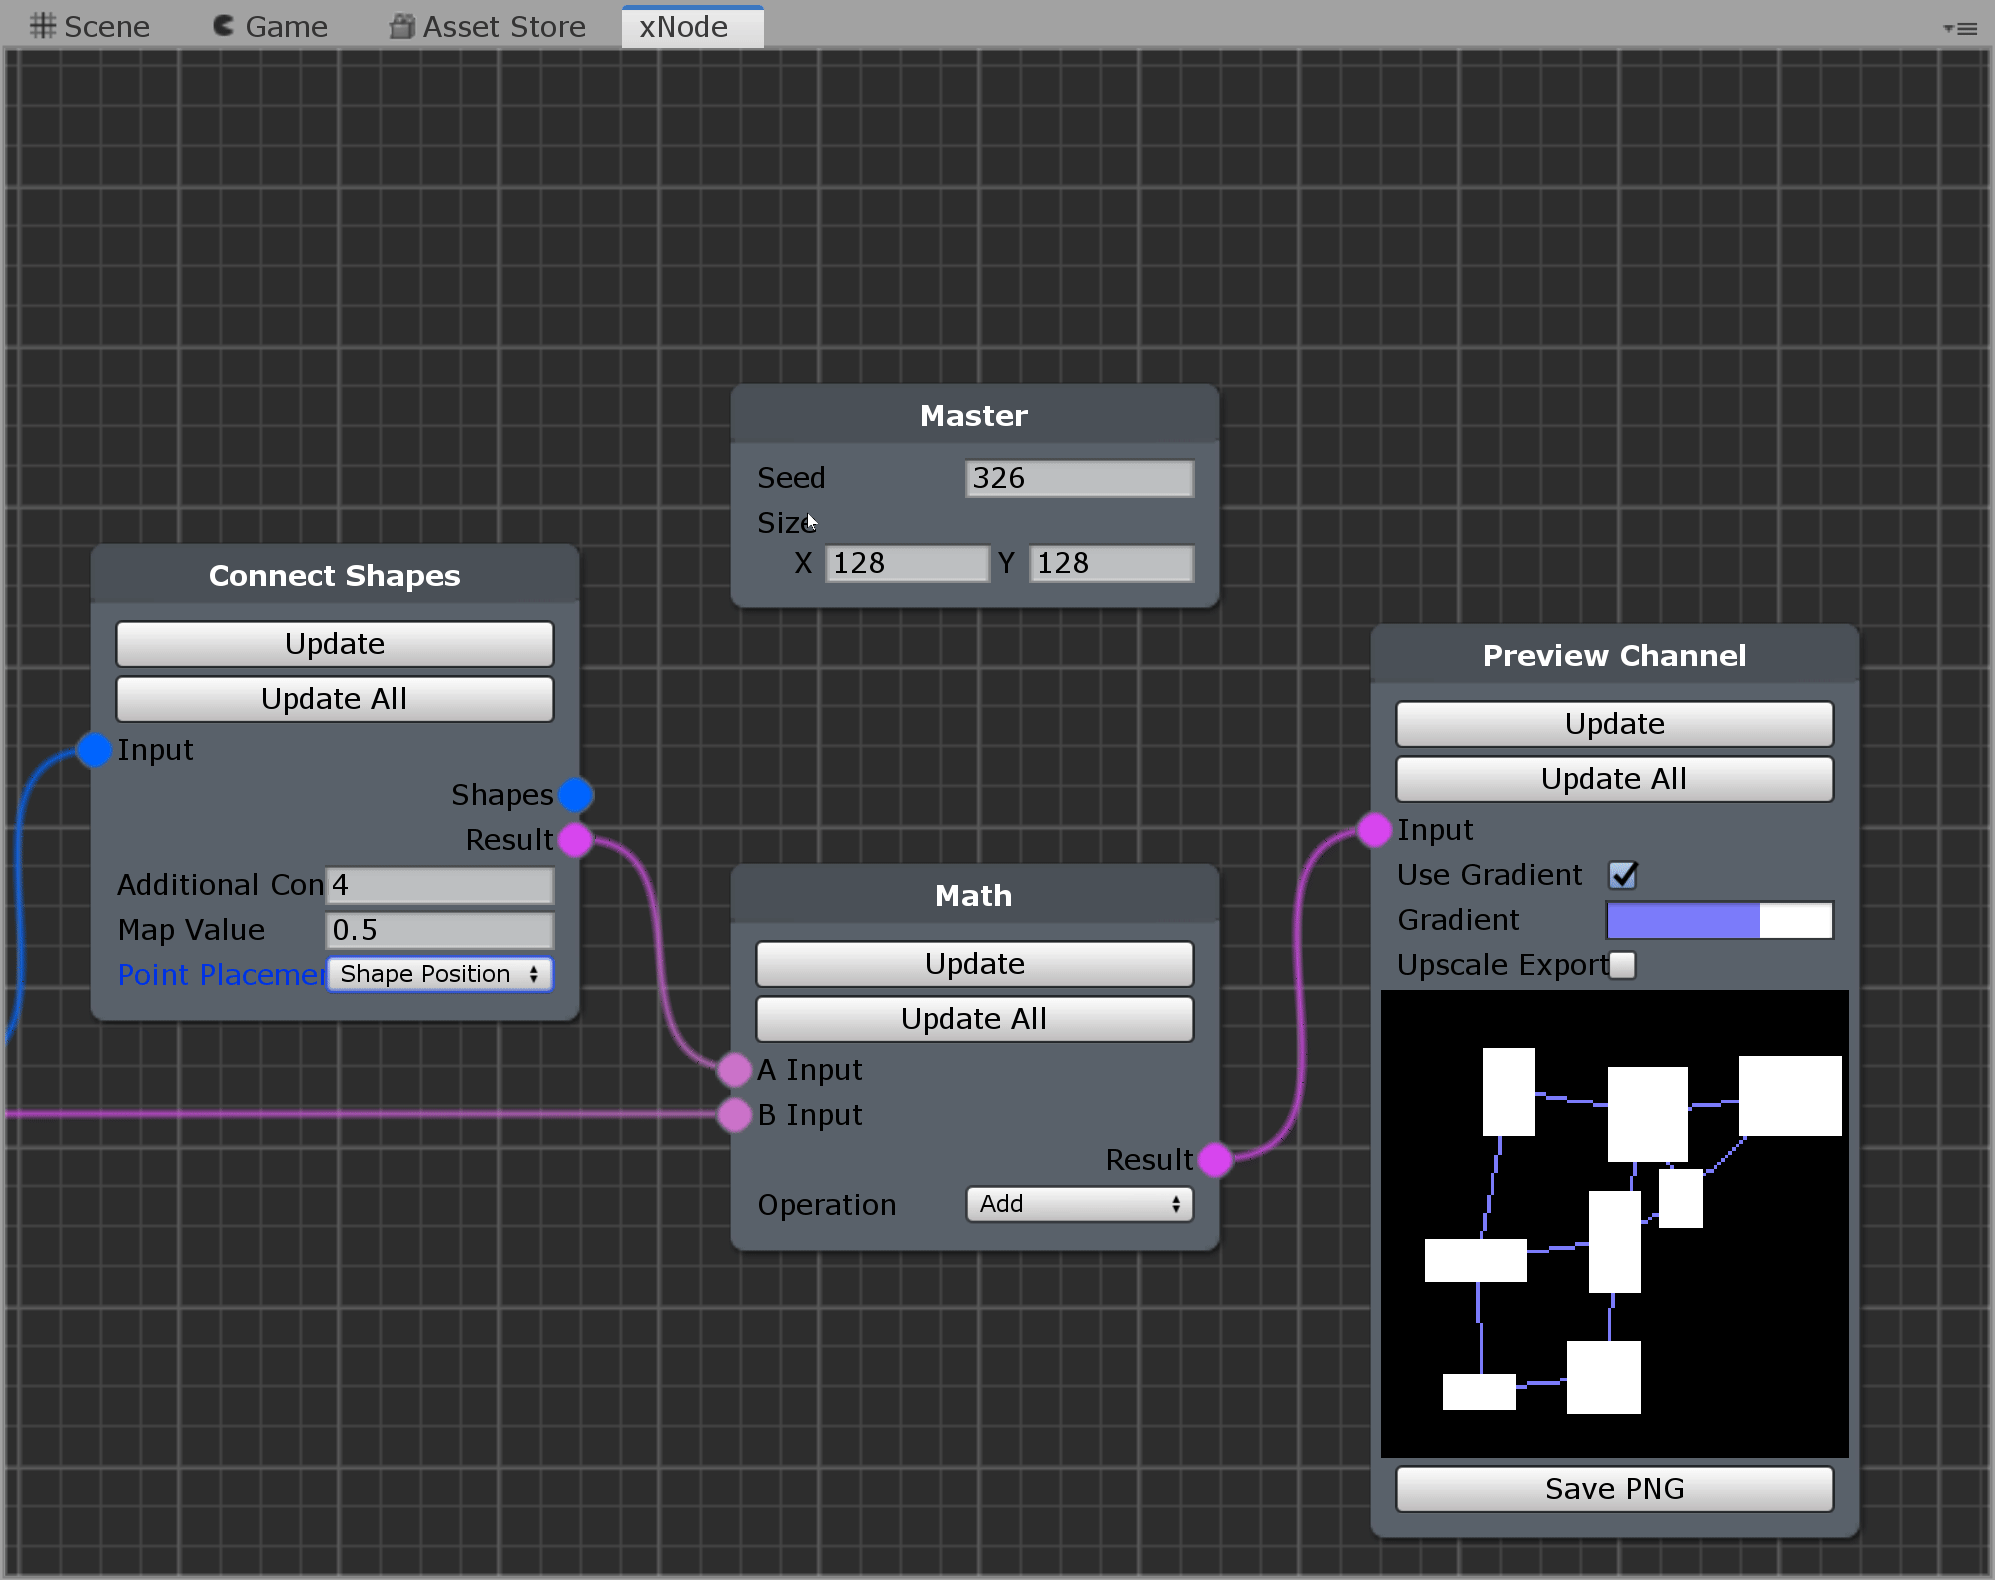 Scene Game Asset Store xNode
Master
Seed 326
Size
X 128 Y 128
Connect Shapes
Update
Update All
Input
Shapes
Result
Additional Con 4
Map Value 0.5
Point Placemer Shape Position
Math
Update
Update All
A Input
B Input
Result
Operation Add
Preview Channel
Update
Update All
Input
Use Gradient
Gradient
Upscale Export
Save PNG